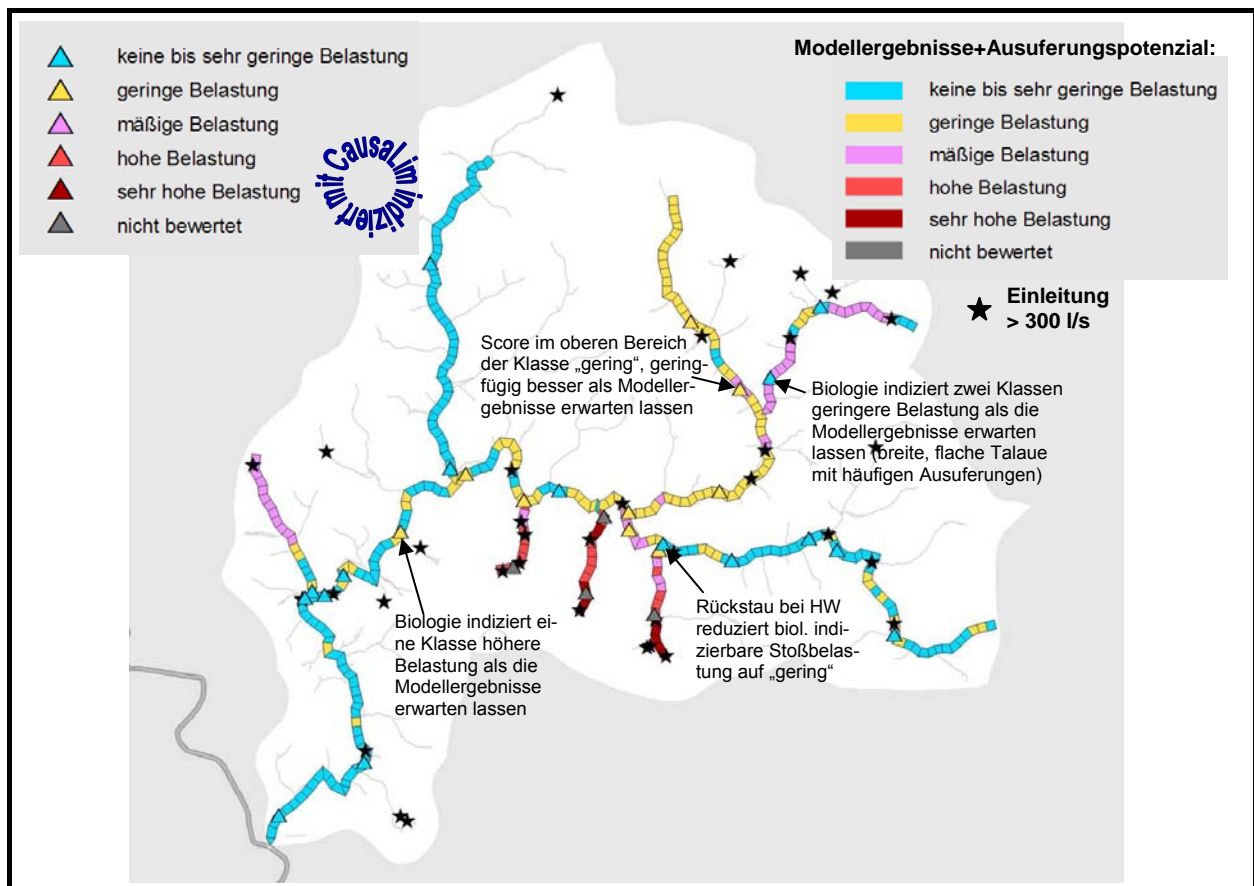 keine bis sehr geringe Belastung
geringe Belastung
mäßige Belastung
hohe Belastung
sehr hohe Belastung
nicht bewertet
indiziert mit CausaLim
Modellergebnisse+Ausuferungspotenzial:
keine bis sehr geringe Belastung
geringe Belastung
mäßige Belastung
hohe Belastung
sehr hohe Belastung
nicht bewertet
Einleitung
> 300 l/s
Score im oberen Bereich
der Klasse „gering“, gering-
fügig besser als Modeller-
gebnisse erwarten lassen
Biologie indiziert zwei Klassen
geringere Belastung als die
Modellergebnisse erwarten
lassen (breite, flache Talaue
mit häufigen Ausuferungen)
Biologie indiziert ei-
ne Klasse höhere
Belastung als die
Modellergebnisse
erwarten lassen
Rückstau bei HW
reduziert biol. indi-
zierbare Stoßbelas-
tung auf „gering“